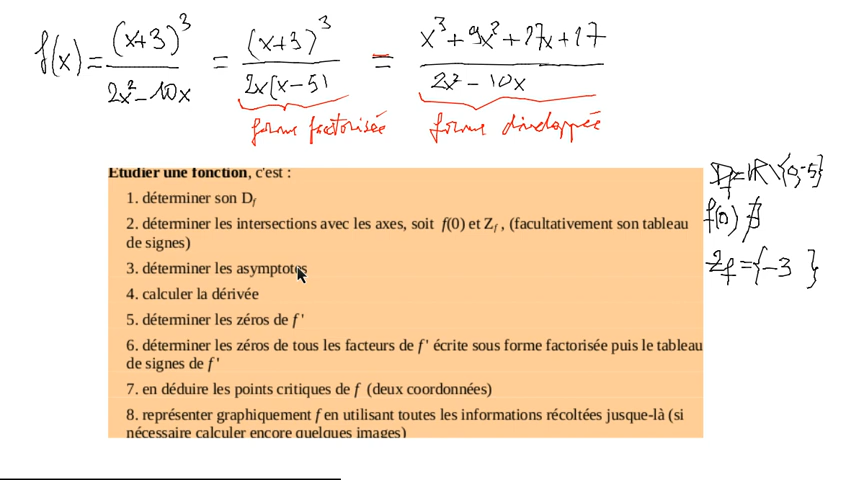 f(x) = (x+3)³ / 2x² - 10x = (x+3)³ / 2x(x-5) = x³ + 9x² + 27x + 27 / 2x² - 10x
forme factorisée forme développée
Etudier une fonction, c'est :
1. déterminer son Df
2. déterminer les intersections avec les axes, soit f(0) et Zf , (facultativement son tableau
de signes)
3. déterminer les asymptotes
4. calculer la dérivée
5. déterminer les zéros de f '
6. déterminer les zéros de tous les facteurs de f ' écrite sous forme factorisée puis le tableau
de signes de f '
7. en déduire les points critiques de f (deux coordonnées)
8. représenter graphiquement f en utilisant toutes les informations récoltées jusque-là (si
nécessaire calculer encore quelques images)
Df = ℝ\{0;-5}
f(0) ∄
Zf = {-3 }